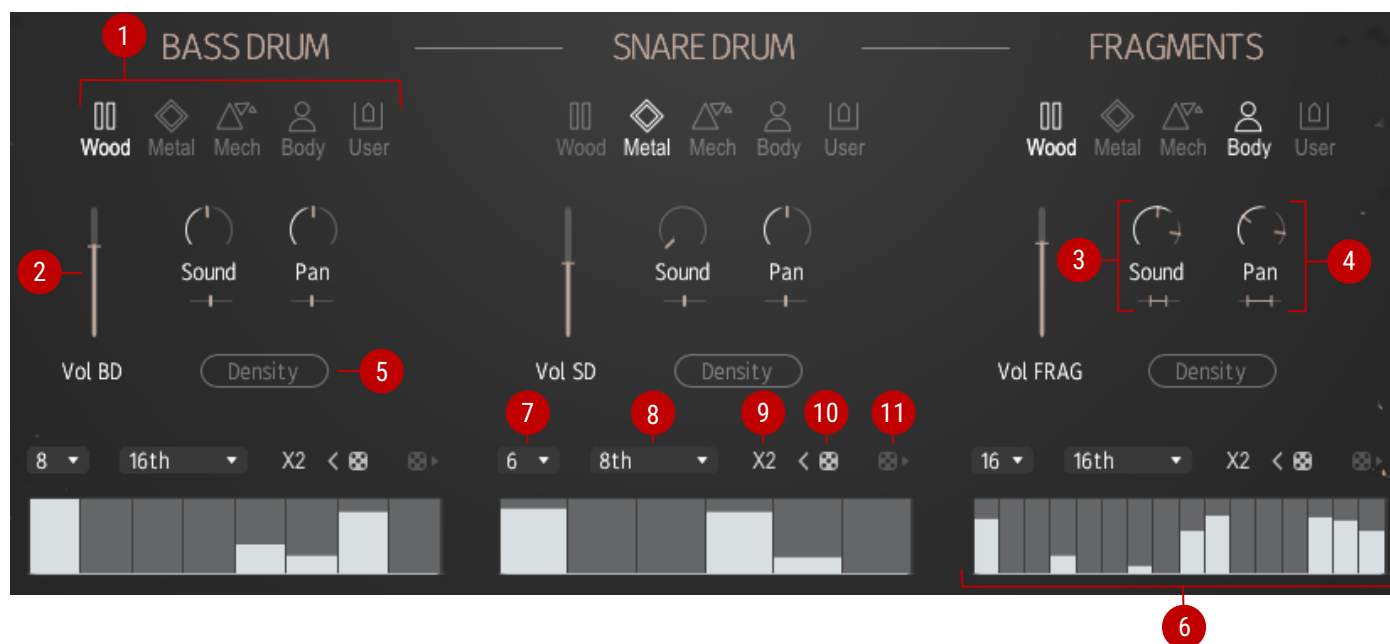 1
BASS DRUM SNARE DRUM FRAGMENTS
Wood Metal Mech Body User Wood Metal Mech Body User Wood Metal Mech Body User
2 Sound Pan Sound Pan 3 Sound Pan 4
Vol BD Density 5 Vol SD Density Vol FRAG Density
7 8 9 10 11
8 16th X2 6 8th X2 16 16th X2
6